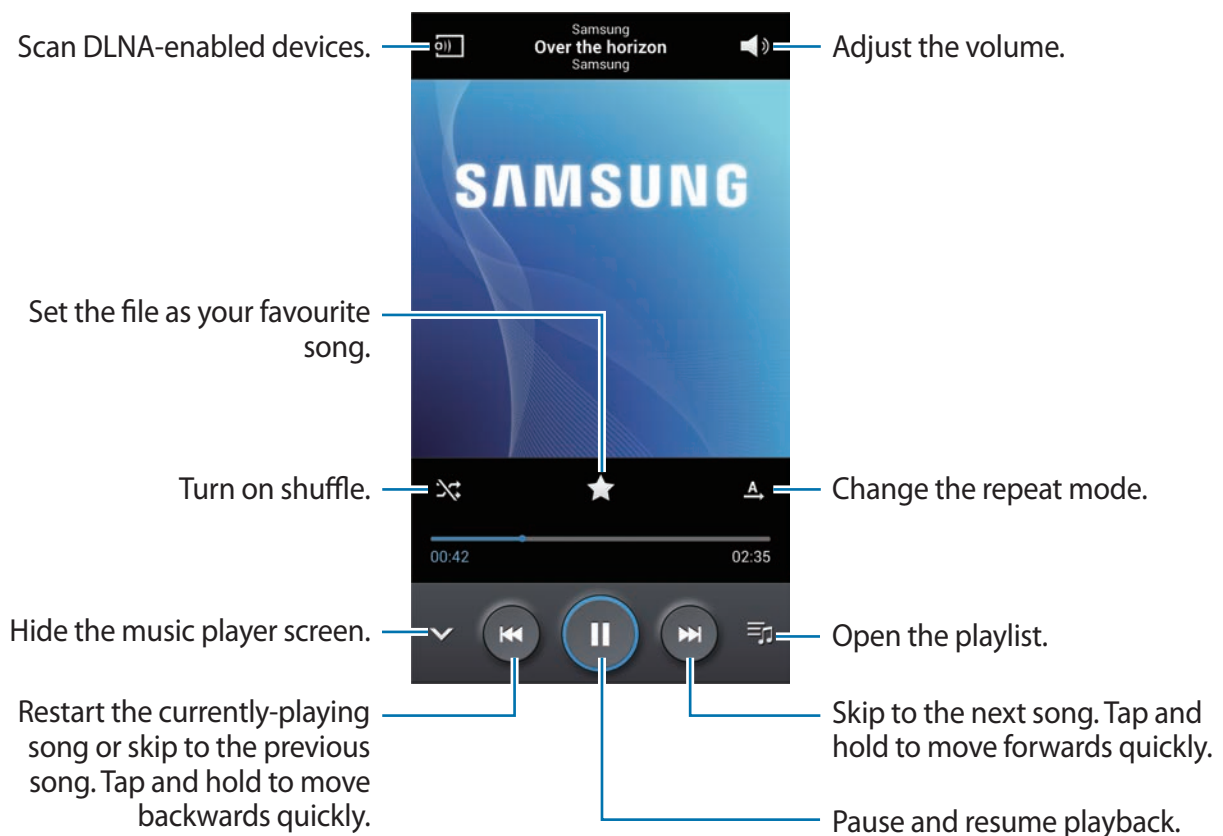 Scan DLNA-enabled devices.
Samsung
Over the horizon
Samsung
Adjust the volume.
SAMSUNG
Set the file as your favourite
song.
Turn on shuffle.
A
Change the repeat mode.
00:42
02:35
Hide the music player screen.
Open the playlist.
Restart the currently-playing
song or skip to the previous
song. Tap and hold to move
backwards quickly.
Skip to the next song. Tap and
hold to move forwards quickly.
Pause and resume playback.